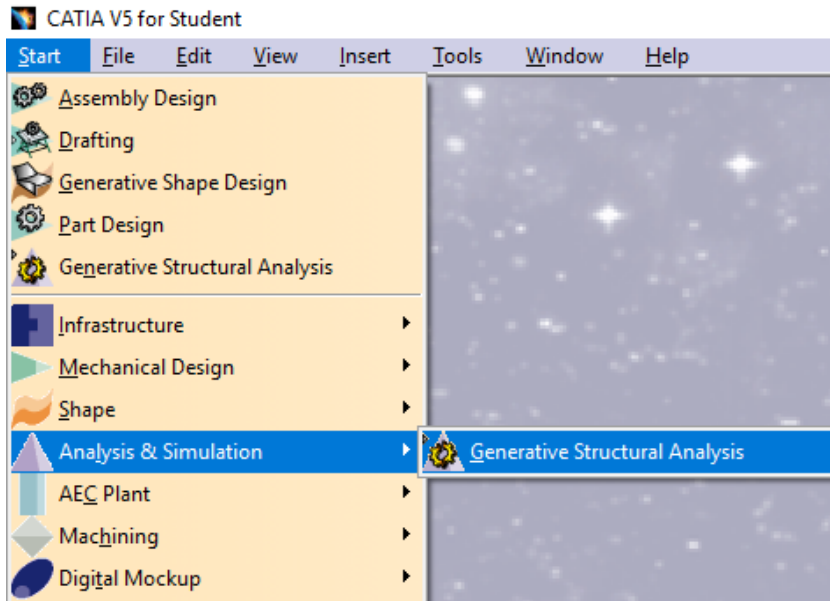 CATIA V5 for Student
Start File Edit View Insert Tools Window Help
Assembly Design
Drafting
Generative Shape Design
Part Design
Generative Structural Analysis
Infrastructure
Mechanical Design
Shape
Analysis & Simulation
Generative Structural Analysis
AEC Plant
Machining
Digital Mockup